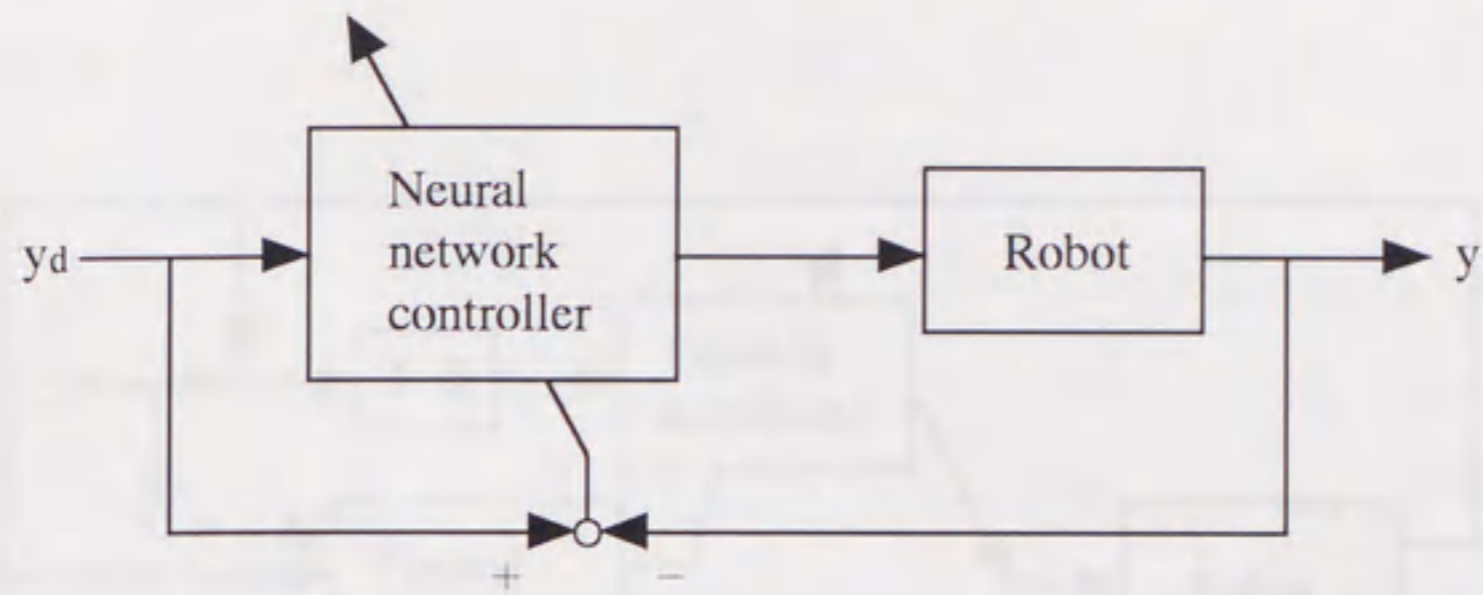 Neural
network
controller
yd
Robot
y
+
−